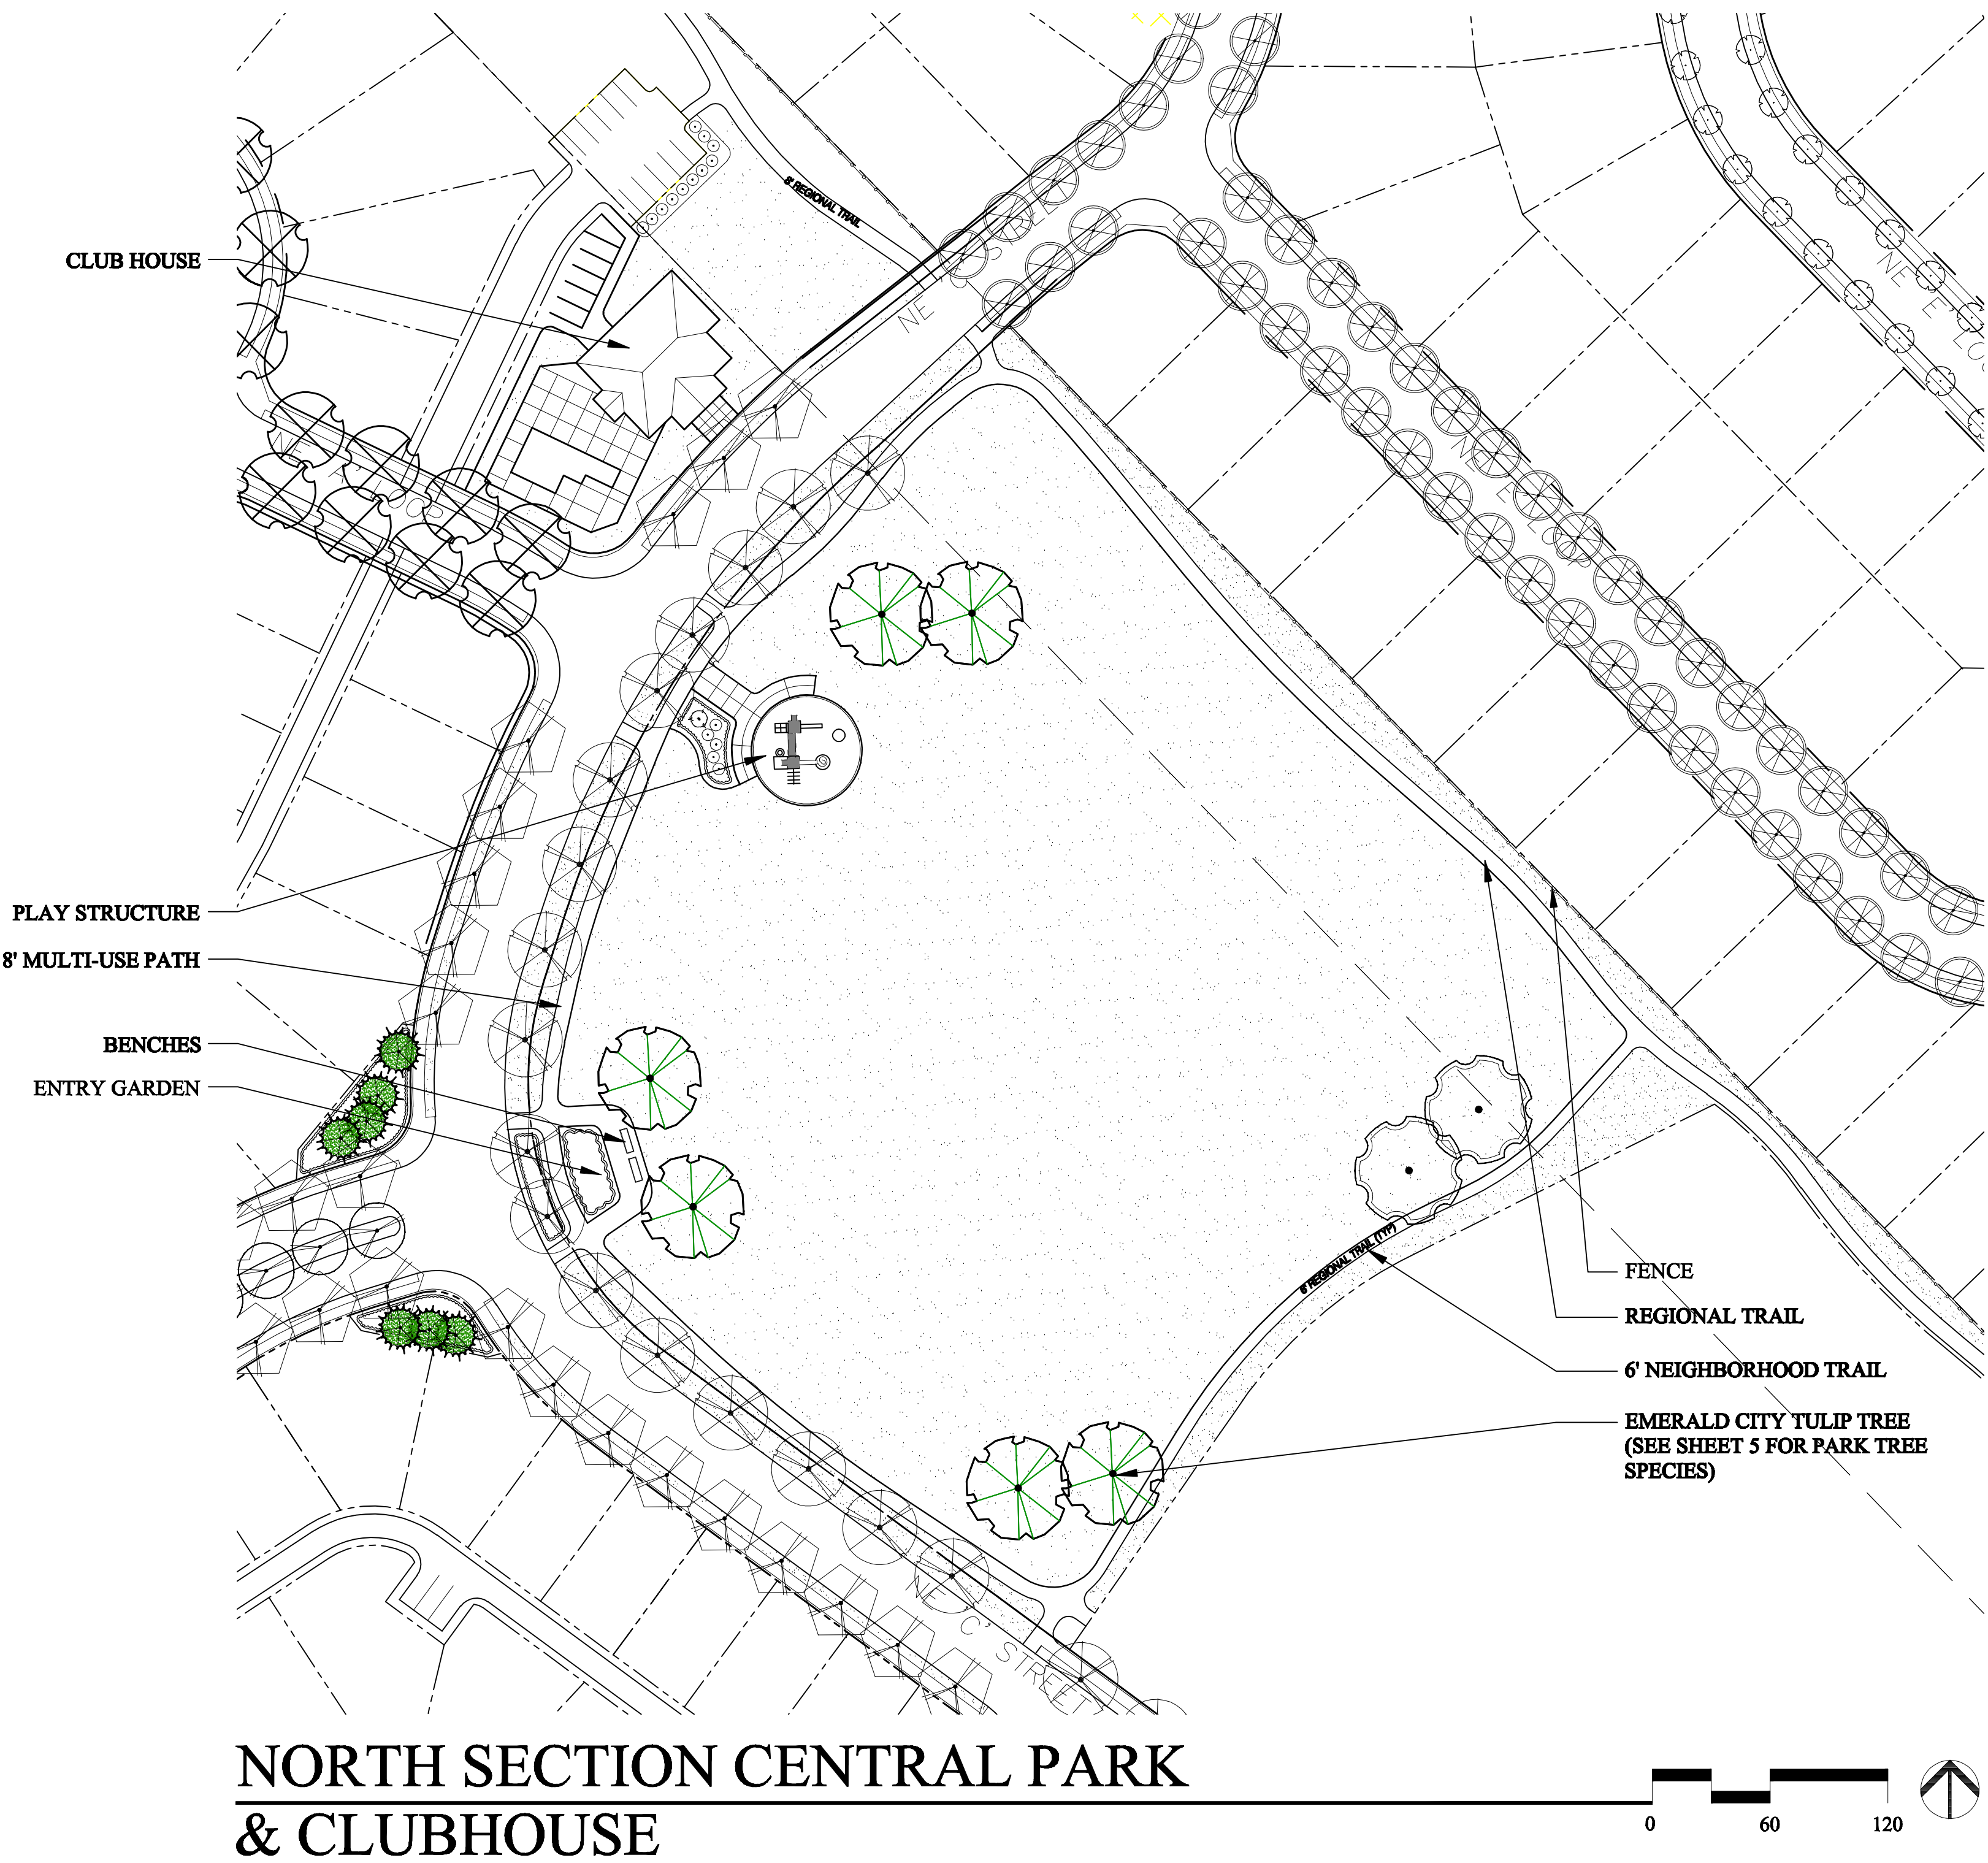 8' REGIONAL TRAIL
CLUB HOUSE
PLAY STRUCTURE
8' MULTI-USE PATH
BENCHES
ENTRY GARDEN
6' REGIONAL TRAIL (TYP)
FENCE
REGIONAL TRAIL
6' NEIGHBORHOOD TRAIL
EMERALD CITY TULIP TREE
(SEE SHEET 5 FOR PARK TREE
SPECIES)
NE 'C' STREET
NORTH SECTION CENTRAL PARK
& CLUBHOUSE
0 60 120